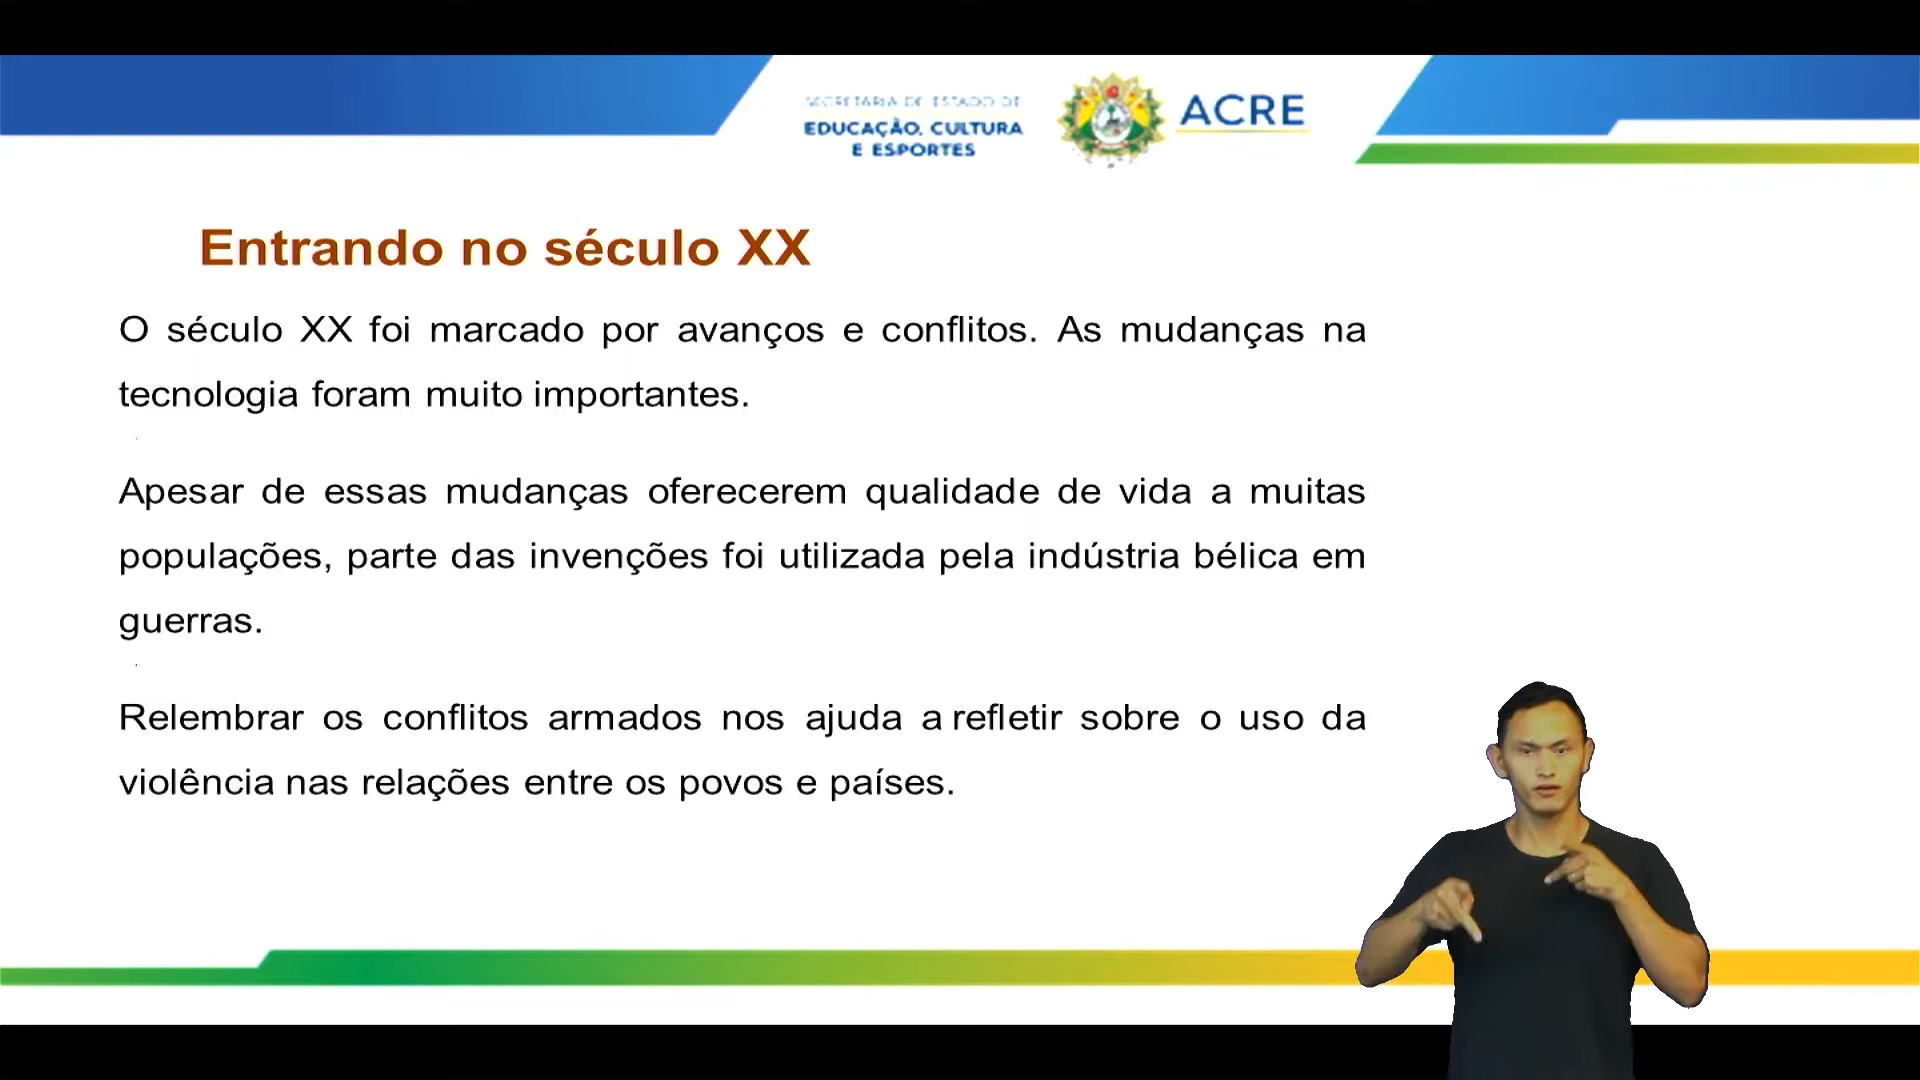 SECRETARIA DE ESTADO DE
EDUCAÇÃO, CULTURA
E ESPORTES
ACRE
Entrando no século XX
O século XX foi marcado por avanços e conflitos. As mudanças na
tecnologia foram muito importantes.
Apesar de essas mudanças oferecerem qualidade de vida a muitas
populações, parte das invenções foi utilizada pela indústria bélica em
guerras.
Relembrar os conflitos armados nos ajuda a refletir sobre o uso da
violência nas relações entre os povos e países.